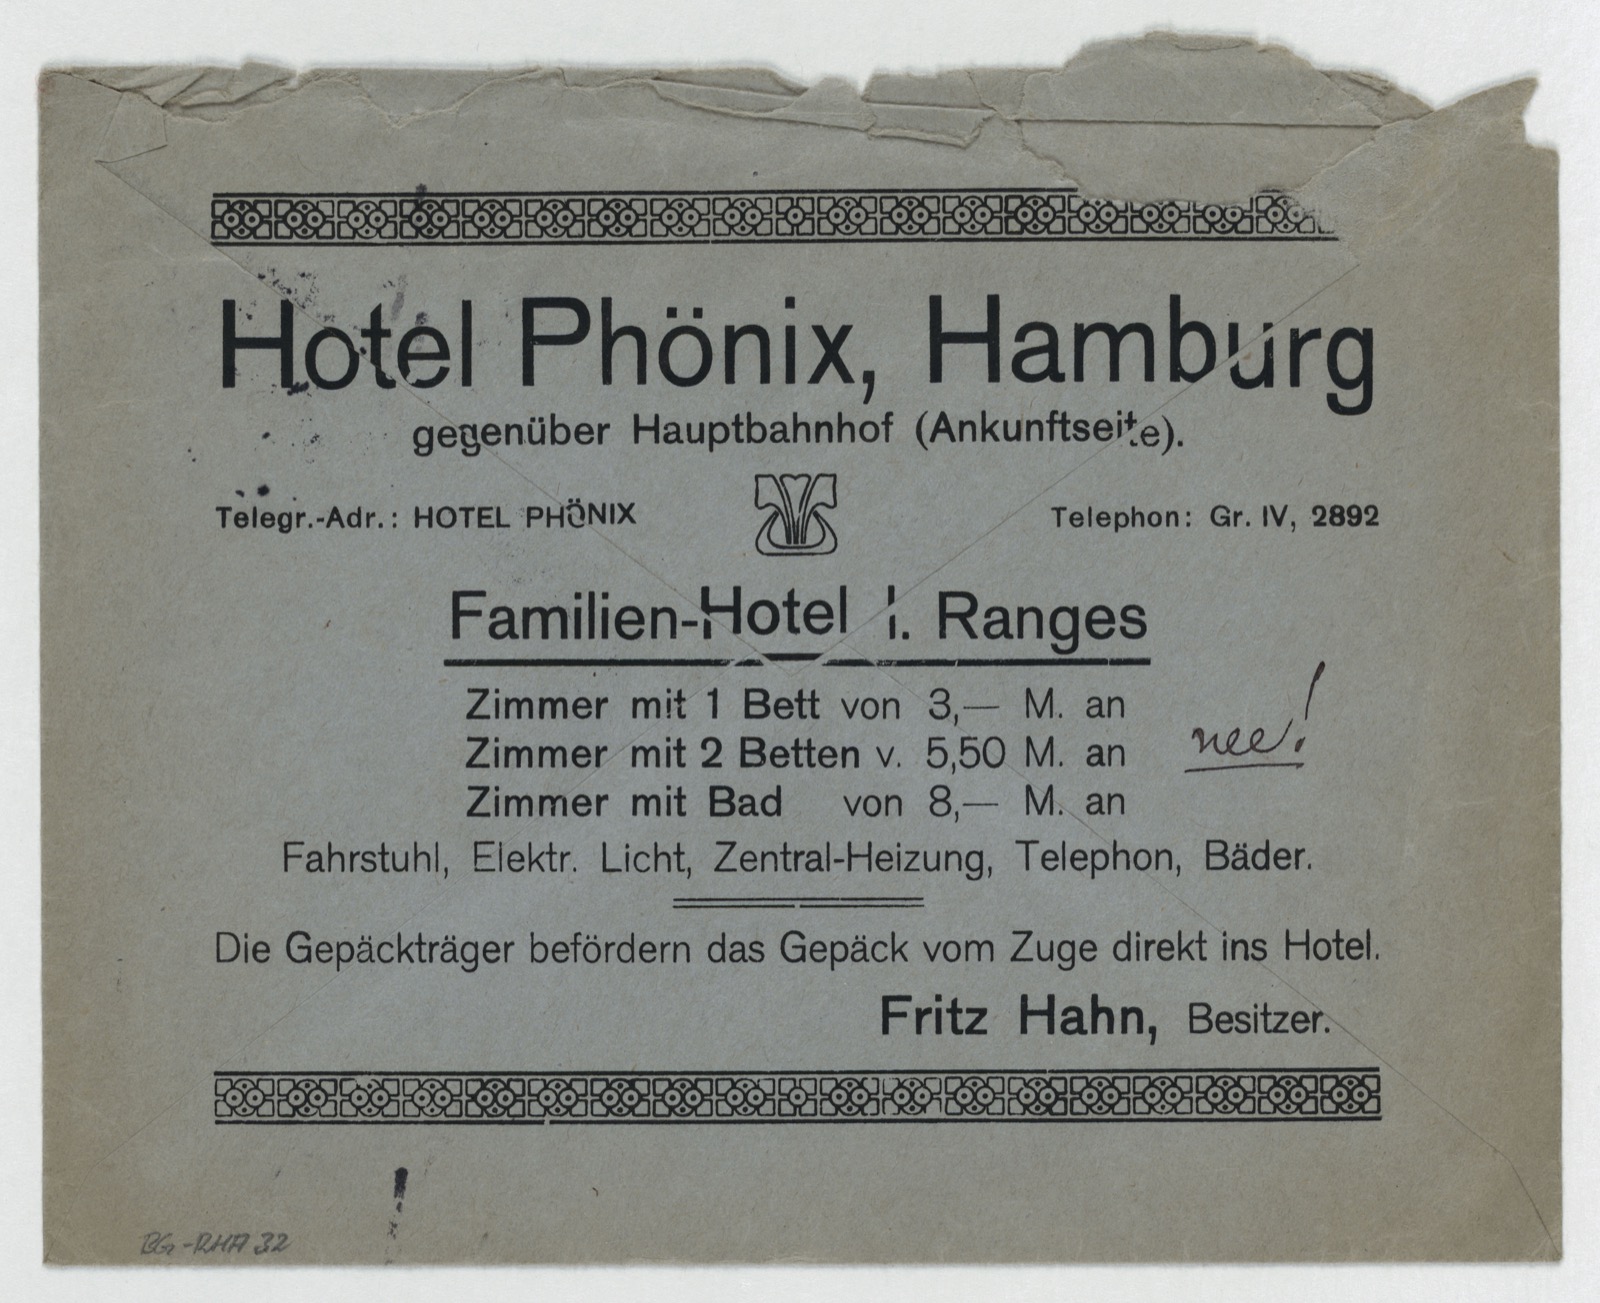 Hotel Phönix, Hamburg
gegenüber Hauptbahnhof (Ankunftseite).
Telegr.-Adr.: HOTEL PHÖNIX Telephon: Gr. IV, 2892
Familien-Hotel I. Ranges
Zimmer mit 1 Bett von 3,— M. an
Zimmer mit 2 Betten v. 5,50 M. an
nee!
Zimmer mit Bad von 8,— M. an
Fahrstuhl, Elektr. Licht, Zentral-Heizung, Telephon, Bäder.
Die Gepäckträger befördern das Gepäck vom Zuge direkt ins Hotel.
Fritz Hahn, Besitzer.
BG-RHA 32